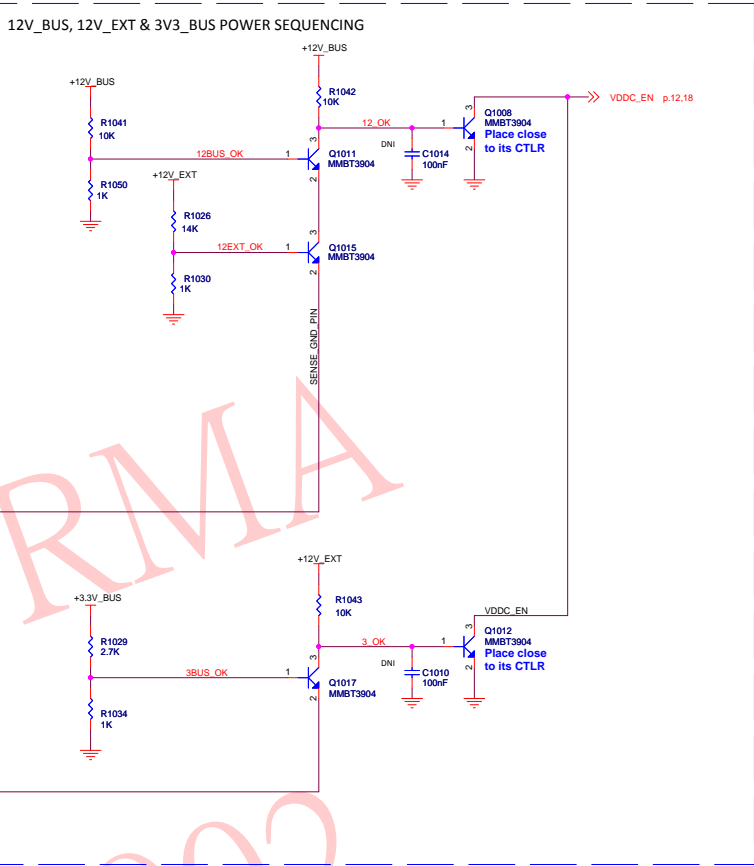 12V_BUS, 12V_EXT & 3V3_BUS POWER SEQUENCING
+12V_BUS
R1042
10K
+12V_BUS
R1041
10K
12_OK
1
3
2
Q1008
MMBT3904
Place close
to its CTLR
VDDC_EN p.12,18
DNI
C1014
100nF
12BUS_OK
1
3
2
Q1011
MMBT3904
R1050
1K
+12V_EXT
R1026
14K
12EXT_OK
1
3
2
Q1015
MMBT3904
R1030
1K
SENSE_GND_PIN
RMA
+12V_EXT
R1043
10K
+3.3V_BUS
R1029
2.7K
VDDC_EN
3_OK
1
3
2
Q1012
MMBT3904
Place close
to its CTLR
DNI
C1010
100nF
3BUS_OK
1
3
2
Q1017
MMBT3904
R1034
1K